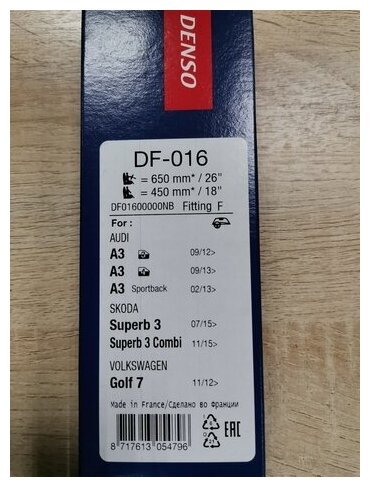 DENSO
DF-016
= 650 mm* / 26"
= 450 mm* / 18"
DF01600000NB Fitting F
For :
AUDI
A3 09/12>
A3 09/13>
A3 Sportback 02/13>
SKODA
Superb 3 07/15>
Superb 3 Combi 11/15>
VOLKSWAGEN
Golf 7 11/12>
Made in France/Сделано во Франции
8 717613 054796
EAC